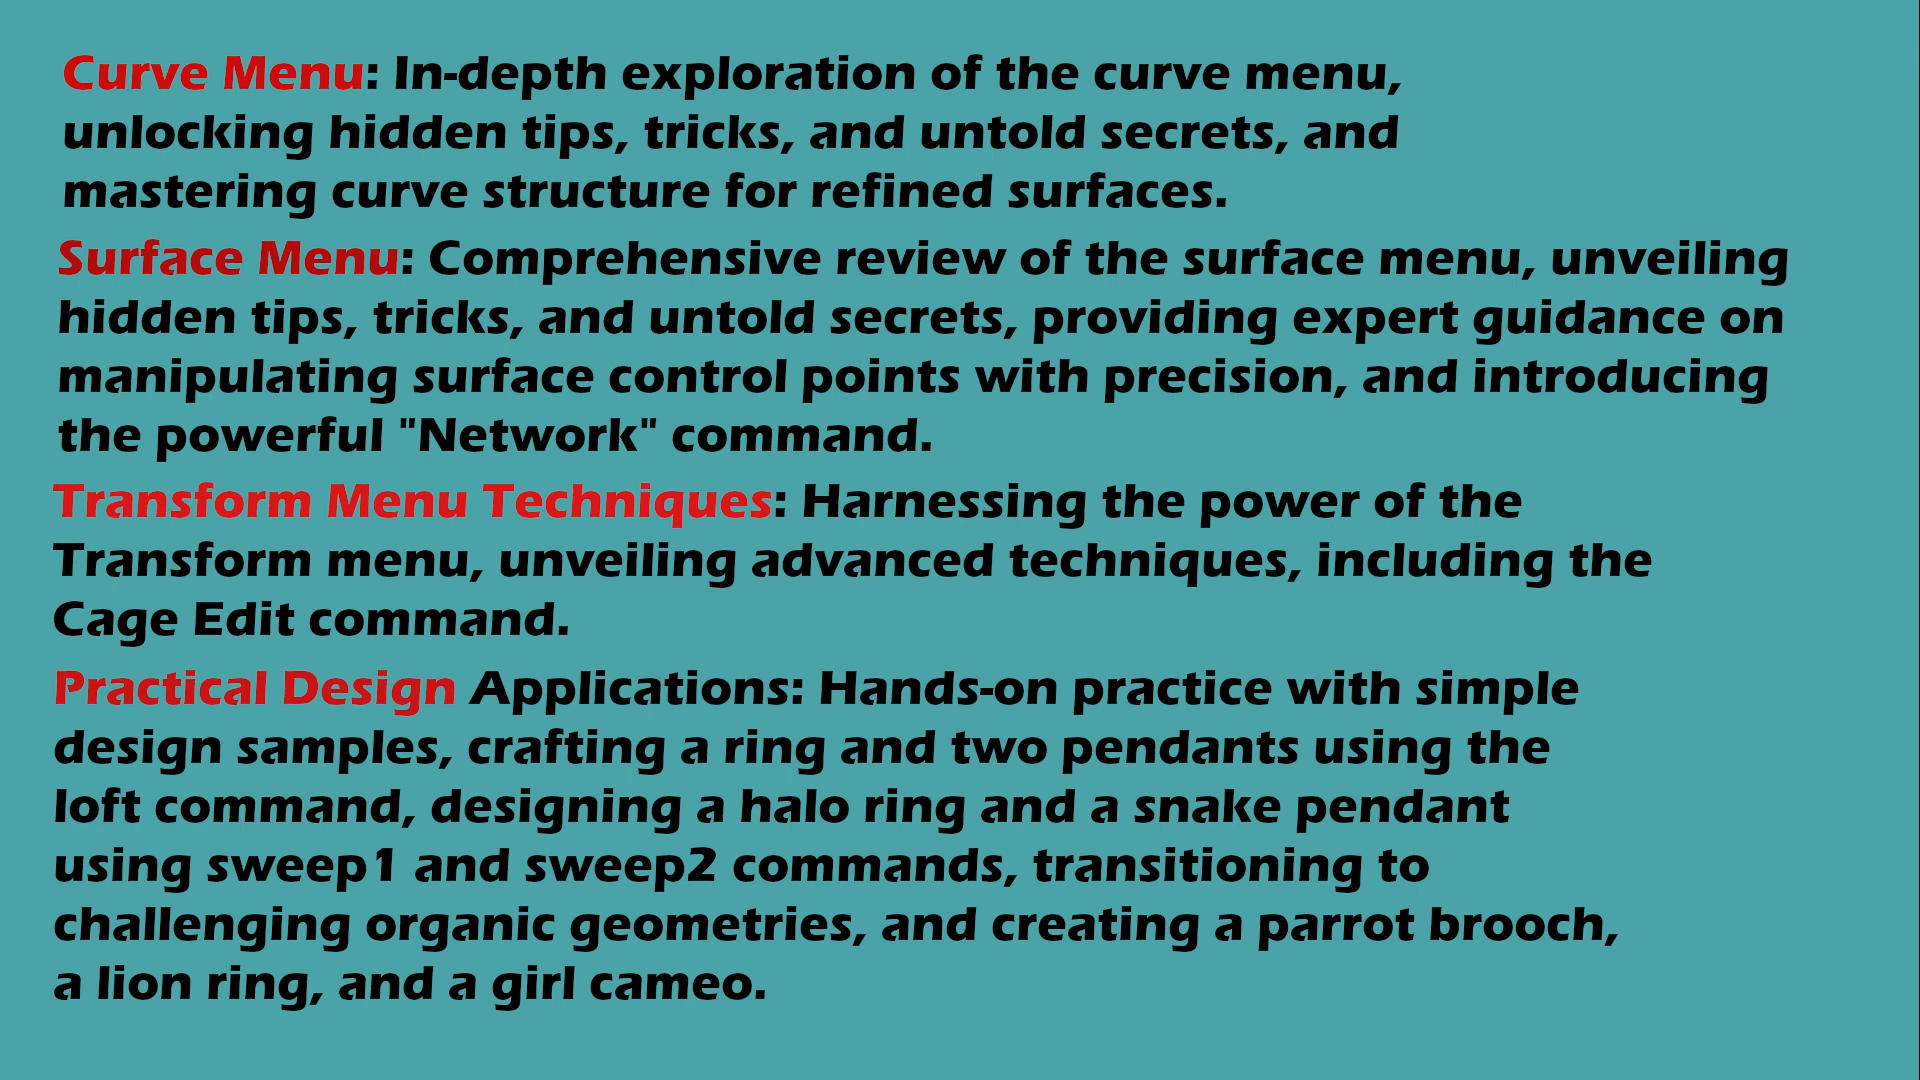 Curve Menu: In-depth exploration of the curve menu,
unlocking hidden tips, tricks, and untold secrets, and
mastering curve structure for refined surfaces.
Surface Menu: Comprehensive review of the surface menu, unveiling
hidden tips, tricks, and untold secrets, providing expert guidance on
manipulating surface control points with precision, and introducing
the powerful "Network" command.
Transform Menu Techniques: Harnessing the power of the
Transform menu, unveiling advanced techniques, including the
Cage Edit command.
Practical Design Applications: Hands-on practice with simple
design samples, crafting a ring and two pendants using the
loft command, designing a halo ring and a snake pendant
using sweep1 and sweep2 commands, transitioning to
challenging organic geometries, and creating a parrot brooch,
a lion ring, and a girl cameo.